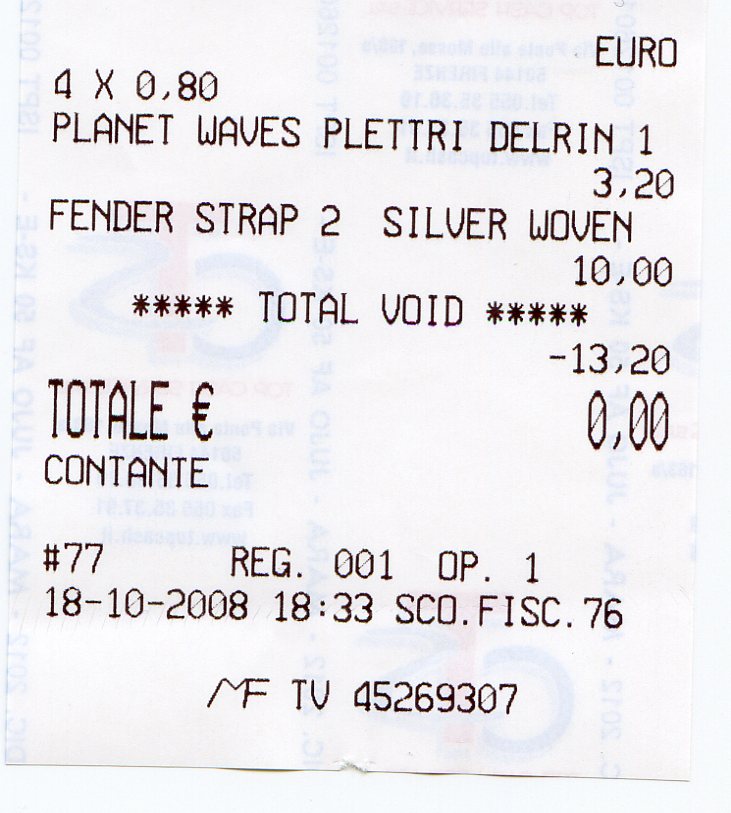 EURO
4 X 0,80
PLANET WAVES PLETTRI DELRIN 1
3,20
FENDER STRAP 2 SILVER WOVEN
10,00
***** TOTAL VOID *****
-13,20
TOTALE € 0,00
CONTANTE
#77 REG. 001 OP. 1
18-10-2008 18:33 SCO.FISC.76
MF TV 45269307